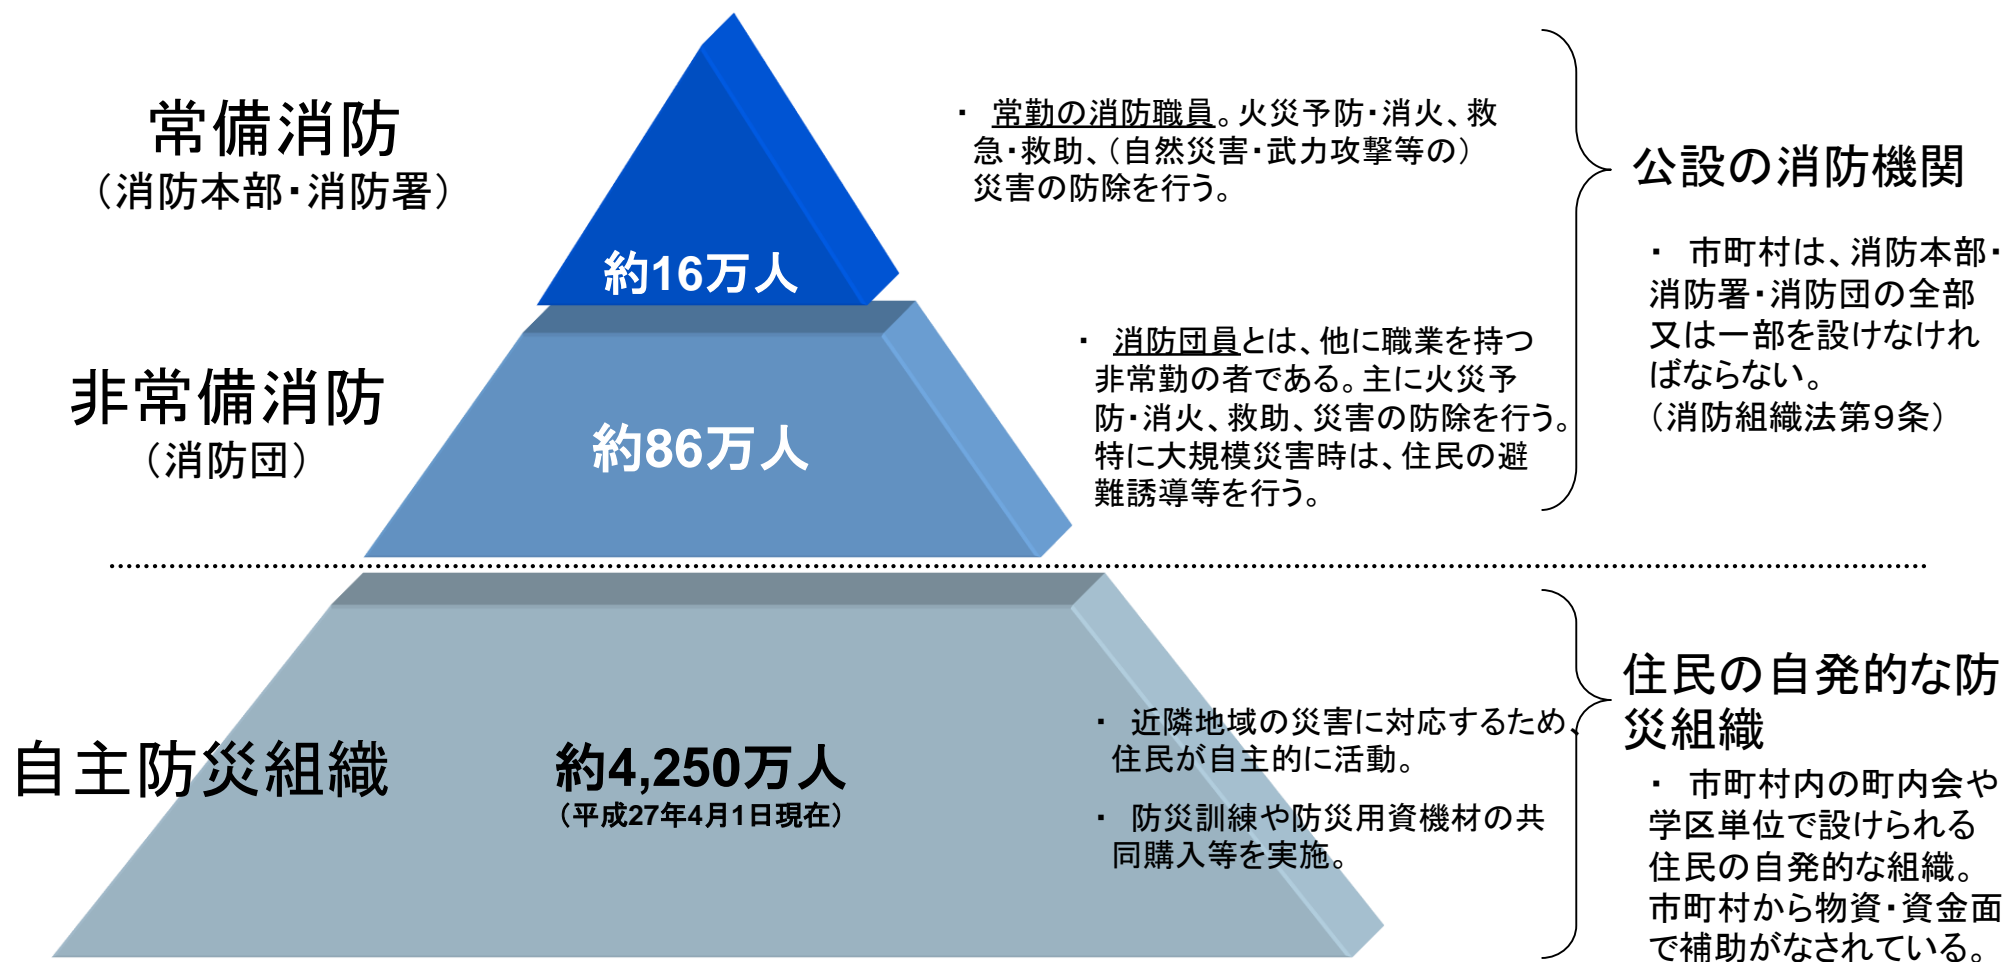 常備消防
（消防本部・消防署）
約16万人
・ 常勤の消防職員。火災予防・消火、救
急・救助、（自然災害・武力攻撃等の）
災害の防除を行う。
公設の消防機関
・ 市町村は、消防本部・
消防署・消防団の全部
又は一部を設けなけれ
ばならない。
（消防組織法第９条）
非常備消防
（消防団）
約86万人
・ 消防団員とは、他に職業を持つ
非常勤の者である。主に火災予
防・消火、救助、災害の防除を行う。
特に大規模災害時は、住民の避
難誘導等を行う。
自主防災組織
約4,250万人
（平成27年4月1日現在）
・ 近隣地域の災害に対応するため、
住民が自主的に活動。
・ 防災訓練や防災用資機材の共
同購入等を実施。
住民の自発的な防
災組織
・ 市町村内の町内会や
学区単位で設けられる
住民の自発的な組織。
市町村から物資・資金面
で補助がなされている。